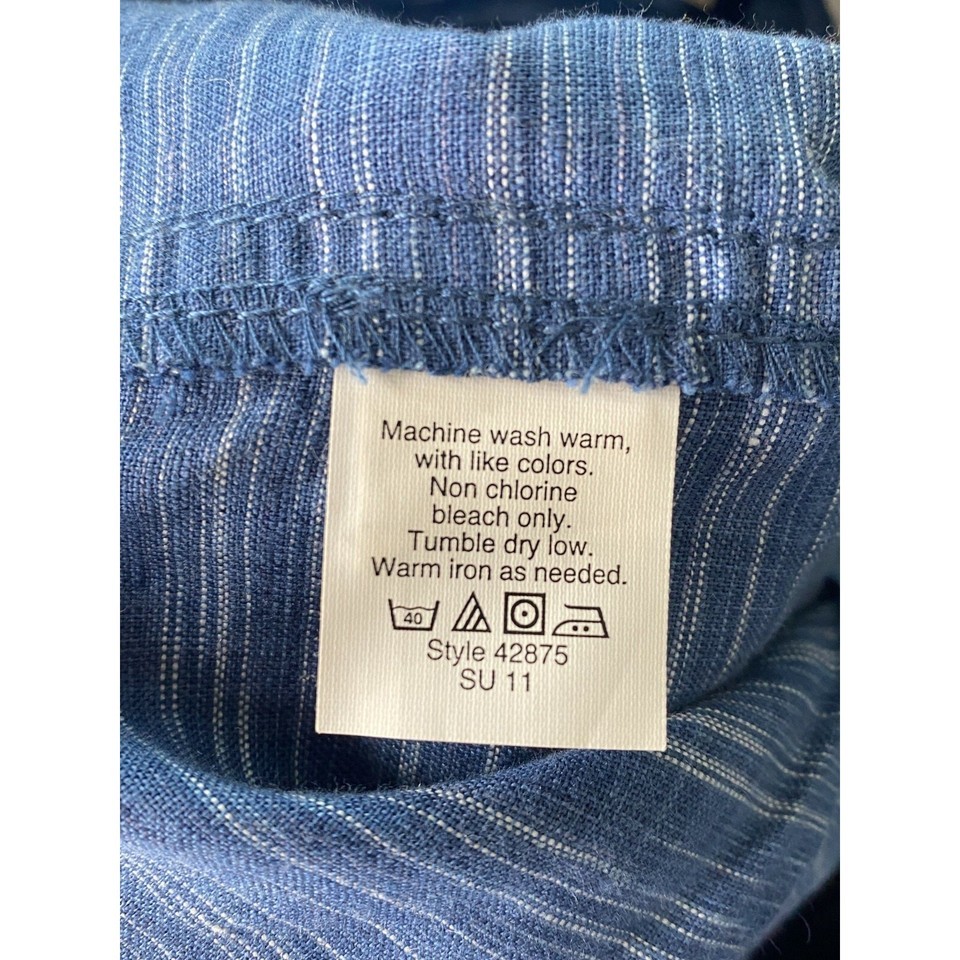 Machine wash warm,
with like colors.
Non chlorine
bleach only.
Tumble dry low.
Warm iron as needed.
40
Style 42875
SU 11